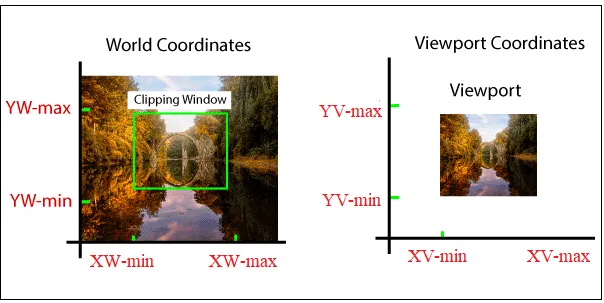 World Coordinates
Clipping Window
YW-max
YW-min
XW-min XW-max
Viewport Coordinates
Viewport
YV-max
YV-min
XV-min XV-max